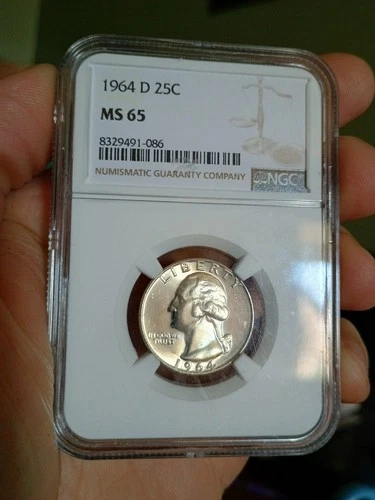 1964 D 25C
MS 65
8329491-086
NUMISMATIC GUARANTY COMPANY
NGC
LIBERTY
IN GOD WE
TRUST
1964